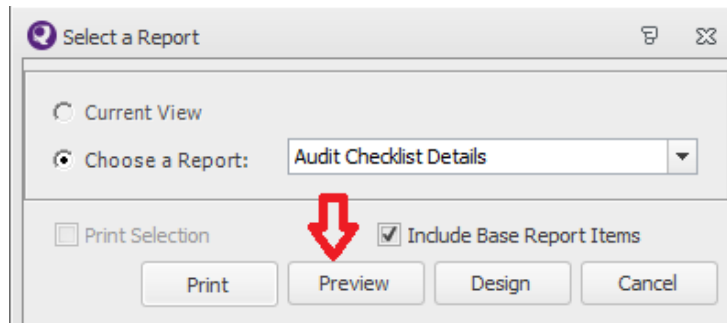 Select a Report
Current View
Choose a Report: Audit Checklist Details
Print Selection Include Base Report Items
Print Preview Design Cancel